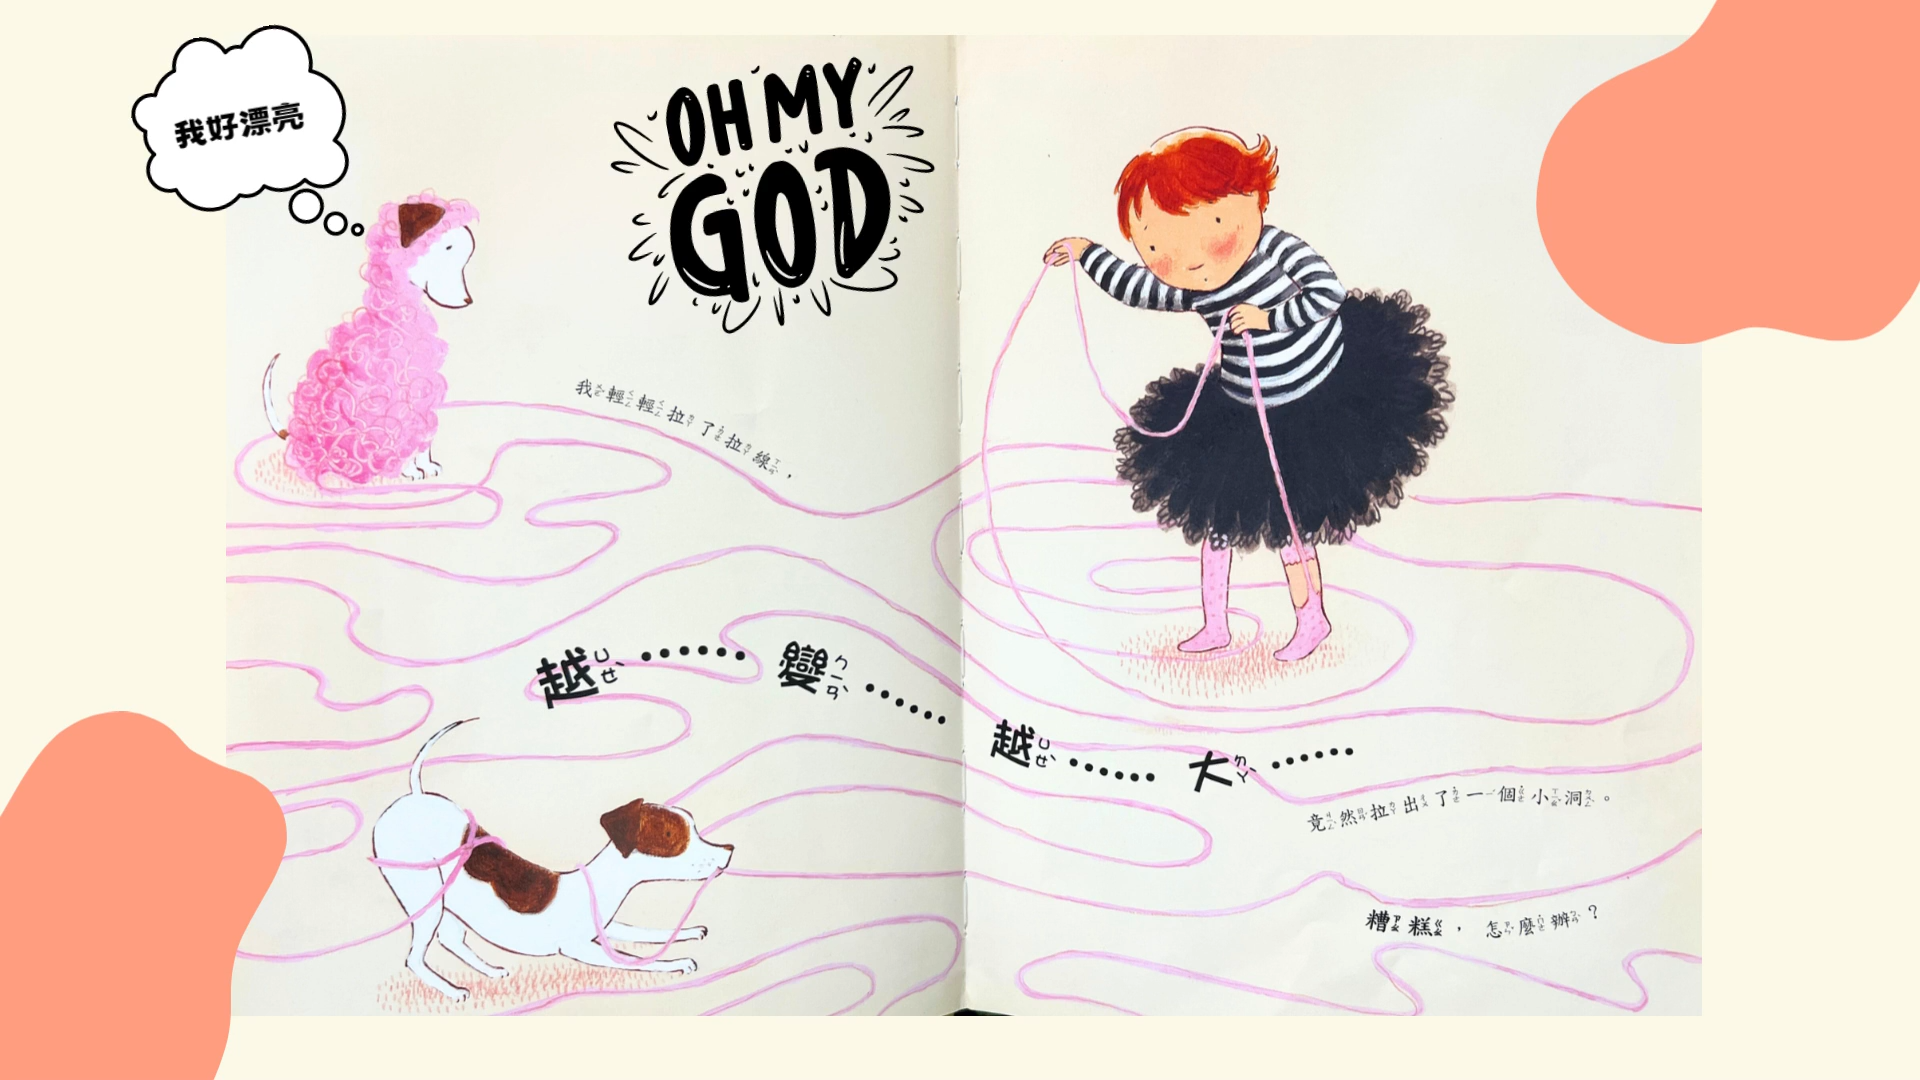 我好漂亮
OH MY
GOD
我輕輕拉了拉線，
越⋯⋯變⋯⋯越⋯⋯大⋯⋯
竟然拉出了一個小洞。
糟糕，怎麼辦？